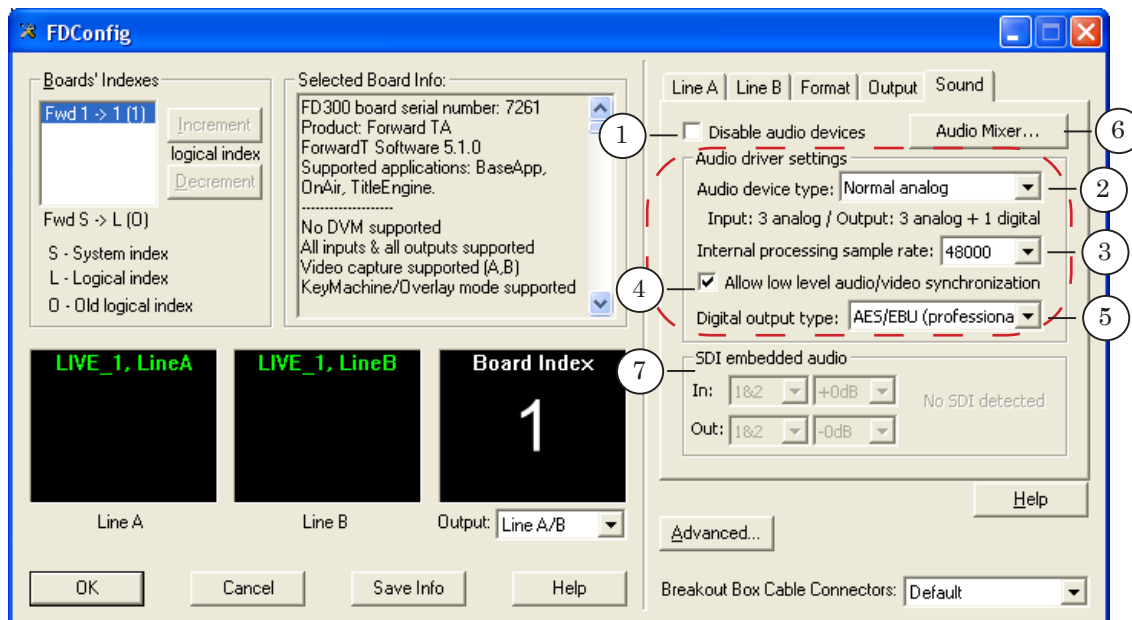 FDConfig
Boards' Indexes
Fwd 1 -> 1 (1)
Increment
logical index
Decrement
Fwd S -> L (O)
S - System index
L - Logical index
O - Old logical index
Selected Board Info:
FD300 board serial number: 7261
Product: Forward TA
ForwardT Software 5.1.0
Supported applications: BaseApp,
OnAir, TitleEngine.
--------------------
No DVM supported
All inputs & all outputs supported
Video capture supported (A,B)
KeyMachine/Overlay mode supported
LIVE_1, LineA
LIVE_1, LineB
Board Index
1
Line A
Line B
Output: Line A/B
OK
Cancel
Save Info
Help
Line A
Line B
Format
Output
Sound
1
Disable audio devices
Audio Mixer...
6
Audio driver settings
Audio device type: Normal analog
2
Input: 3 analog / Output: 3 analog + 1 digital
Internal processing sample rate: 48000
3
4
Allow low level audio/video synchronization
Digital output type: AES/EBU (professiona
5
7
SDI embedded audio
In: 1&2 +0dB
No SDI detected
Out: 1&2 -0dB
Help
Advanced...
Breakout Box Cable Connectors: Default